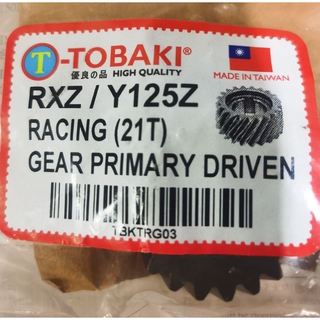 T-TOBAKI®
優良の品 HIGH QUALITY
MADE IN TAIWAN
RXZ / Y125Z
RACING (21T)
GEAR PRIMARY DRIVEN
TBKTRG03